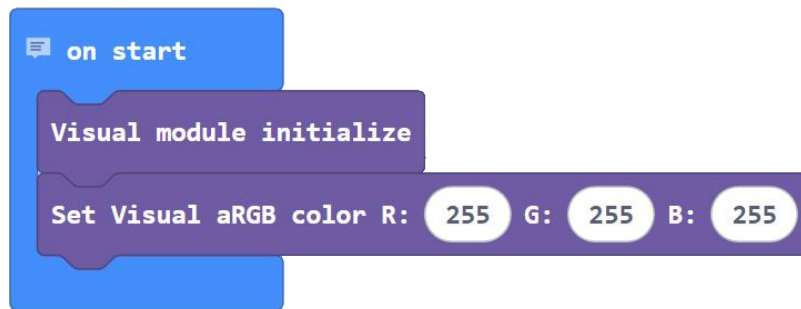 on start
Visual module initialize
Set Visual aRGB color R: 255 G: 255 B: 255